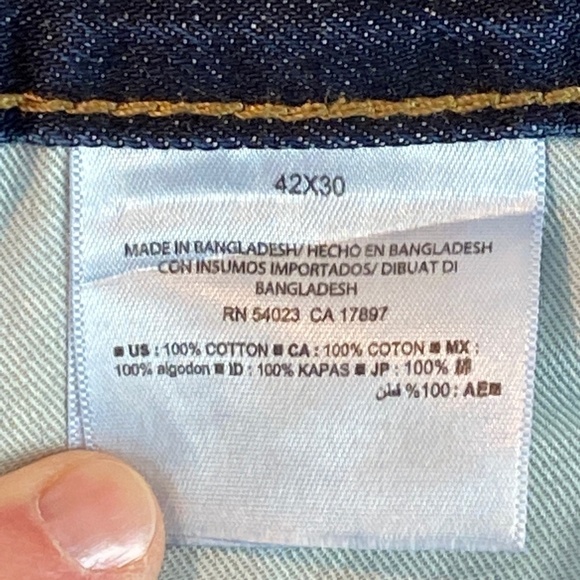 42X30
MADE IN BANGLADESH/ HECHO EN BANGLADESH
CON INSUMOS IMPORTADOS/ DIBUAT DI
BANGLADESH
RN 54023 CA 17897
■ US : 100% COTTON ■ CA : 100% COTON ■ MX :
100% algodon ■ ID : 100% KAPAS ■ JP : 100% 綿
■AE : 100% قطن